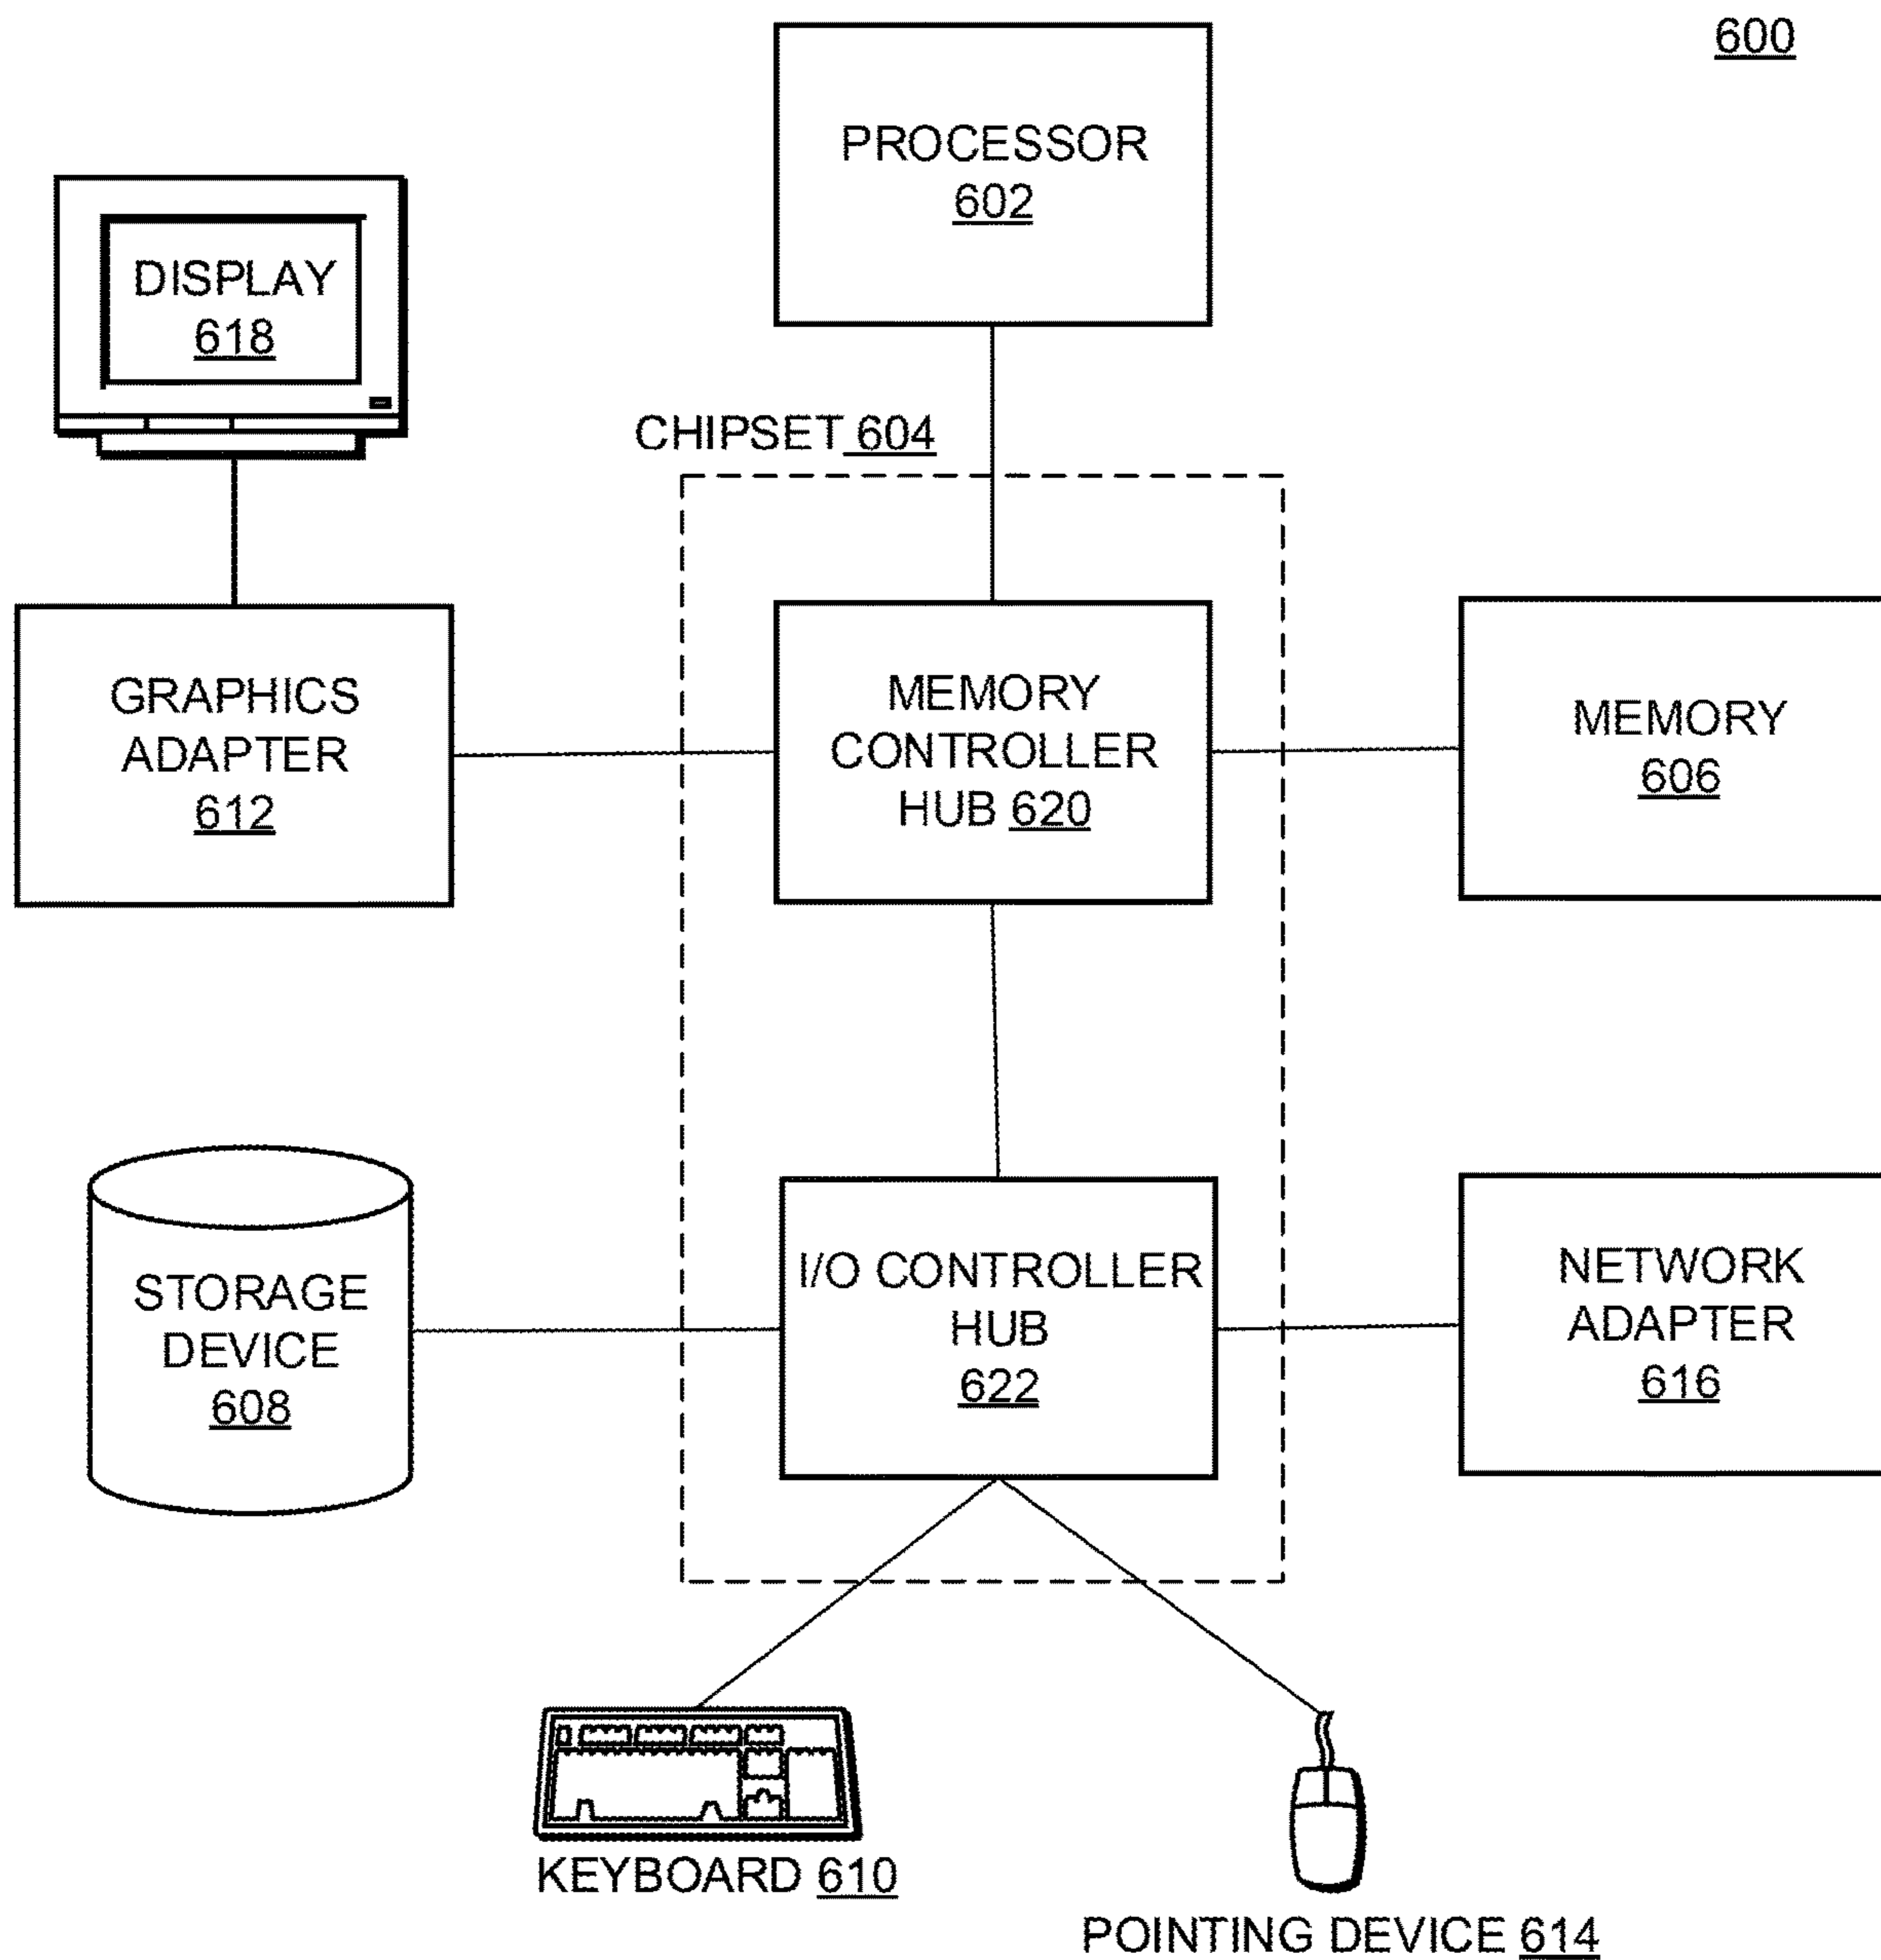 600
PROCESSOR
602
DISPLAY
618
CHIPSET 604
GRAPHICS
ADAPTER
612
MEMORY
CONTROLLER
HUB 620
MEMORY
606
STORAGE
DEVICE
608
I/O CONTROLLER
HUB
622
NETWORK
ADAPTER
616
KEYBOARD 610
POINTING DEVICE 614